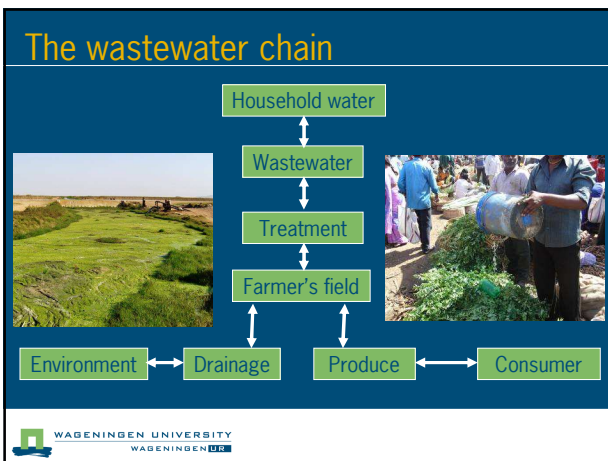 The wastewater chain
Household water
Wastewater
Treatment
Farmer's field
Environment
Drainage
Produce
Consumer
WAGENINGEN UNIVERSITY
WAGENINGEN UR